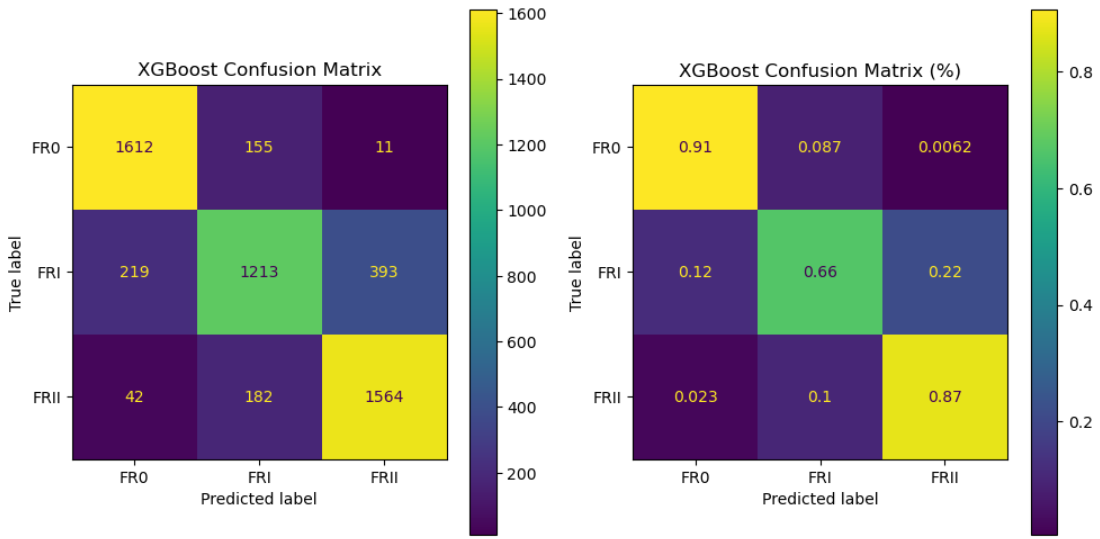 XGBoost Confusion Matrix
FR0 1612 155 11
FRI 219 1213 393
FRII 42 182 1564
FR0 FRI FRII
Predicted label
True label
1600
1400
1200
1000
800
600
400
200
XGBoost Confusion Matrix (%)
FR0 0.91 0.087 0.0062
FRI 0.12 0.66 0.22
FRII 0.023 0.1 0.87
FR0 FRI FRII
Predicted label
True label
0.8
0.6
0.4
0.2